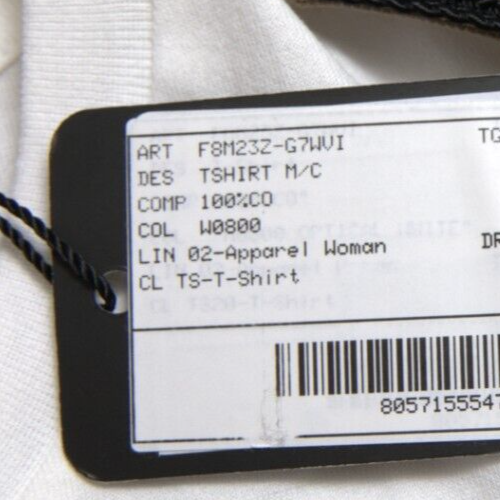 ART F8M23Z-G7WVI TG
DES TSHIRT M/C
COMP 100%CO
COL W0800
LIN 02-Apparel Woman DR
CL TS-T-Shirt
8057155547